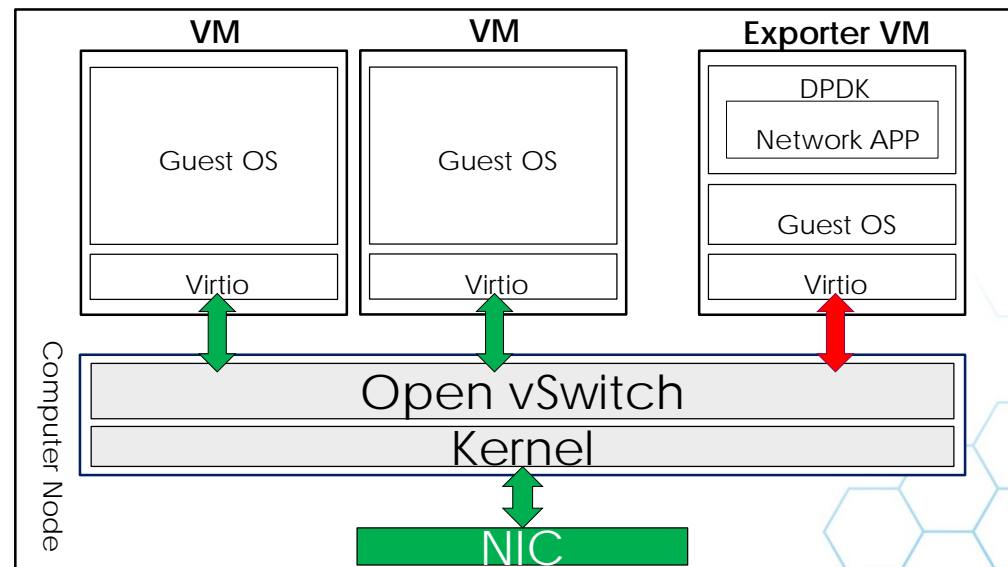 VM
VM
Exporter VM
Guest OS
Guest OS
DPDK
Network APP
Guest OS
Virtio
Virtio
Virtio
Computer Node
Open vSwitch
Kernel
NIC